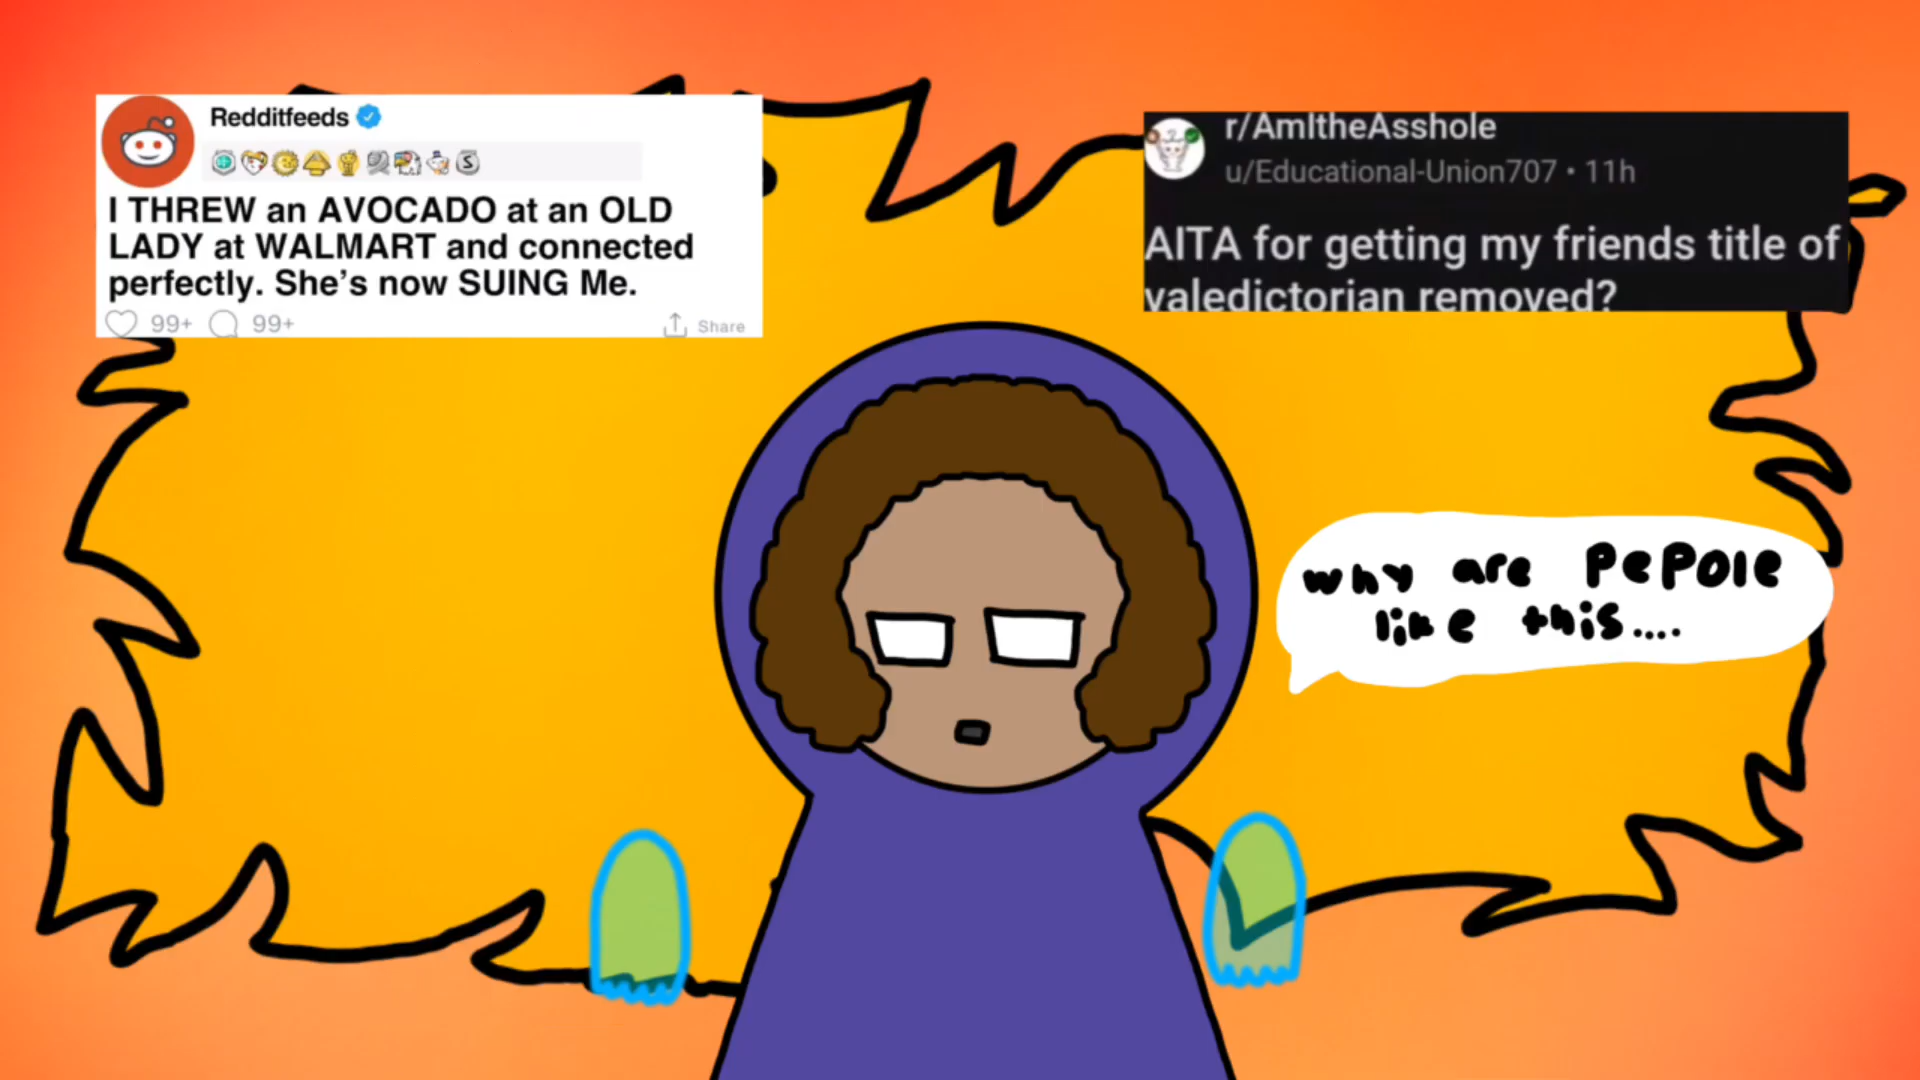 Redditfeeds
I THREW an AVOCADO at an OLD
LADY at WALMART and connected
perfectly. She's now SUING Me.
99+ 99+ Share
r/AmItheAsshole
u/Educational-Union707 • 11h
AITA for getting my friends title of
valedictorian removed?
why are PePole
like this....